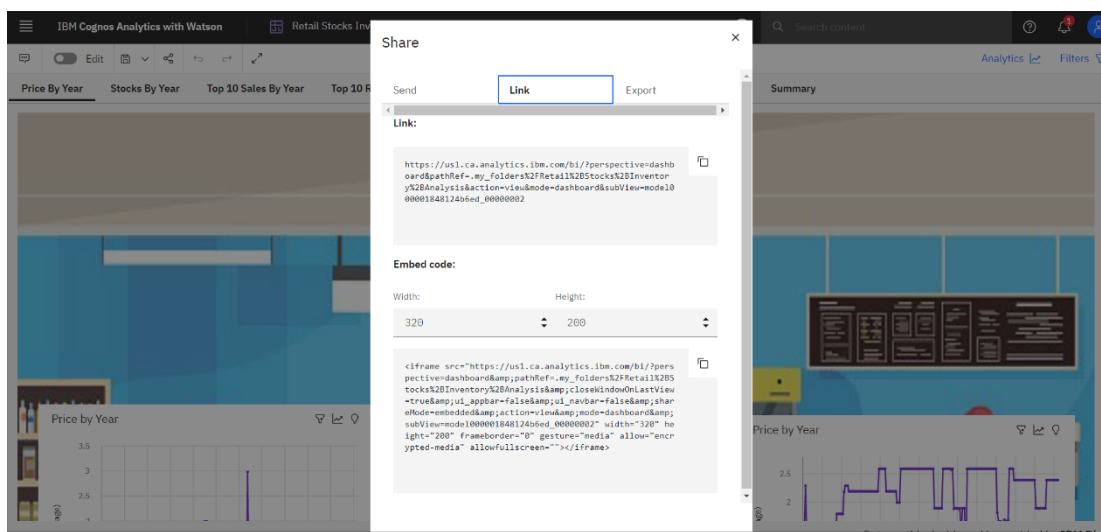 IBM Cognos Analytics with Watson
Retail Stocks Inv
Search content
1
Edit
Analytics
Filters
Price By Year
Stocks By Year
Top 10 Sales By Year
Top 10 R
Summary
Share
Send
Link
Export
Link:
https://us1.ca.analytics.ibm.com/bi/?perspective=dashb
oard&pathRef=.my_folders%2FRetail%2BStocks%2BInventor
y%2BAnalysis&action=view&mode=dashboard&subView=model0
00001848124b6ed_00000002
Embed code:
Width:
Height:
320
200
<iframe src="https://us1.ca.analytics.ibm.com/bi/?pers
pective=dashboard&amp;pathRef=.my_folders%2FRetail%2BS
tocks%2BInventory%2BAnalysis&amp;closeWindowOnLastView
=true&amp;ui_appbar=false&amp;ui_navbar=false&amp;shar
eMode=embedded&amp;action=view&amp;mode=dashboard&amp;
subView=model000001848124b6ed_00000002" width="320" he
ight="200" frameborder="0" gesture="media" allow="encr
ypted-media" allowfullscreen=""></iframe>
Price by Year
3.5
3
2.5
Price by Year
2.5
2